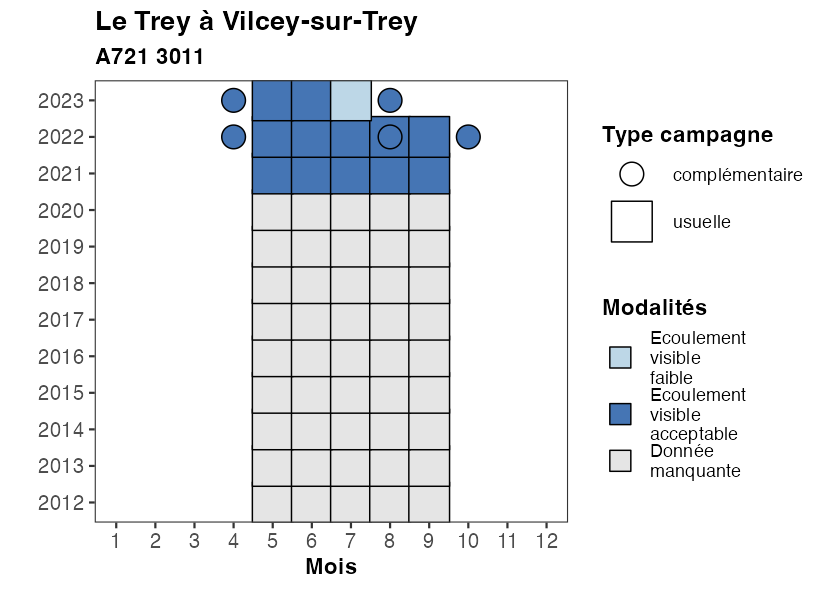 Le Trey à Vilcey-sur-Trey
A721 3011
2023
2022
2021
2020
2019
2018
2017
2016
2015
2014
2013
2012
1 2 3 4 5 6 7 8 9 10 11 12
Mois
Type campagne
complémentaire
usuelle
Modalités
Ecoulement
visible
faible
Ecoulement
visible
acceptable
Donnée
manquante